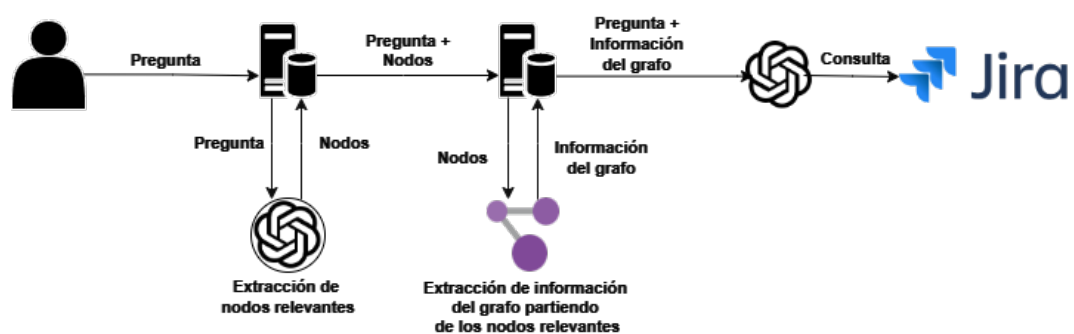 Pregunta
Pregunta +
Nodos
Pregunta +
Información
del grafo
Consulta
Jira
Pregunta
Nodos
Nodos
Información
del grafo
Extracción de
nodos relevantes
Extracción de información
del grafo partiendo
de los nodos relevantes